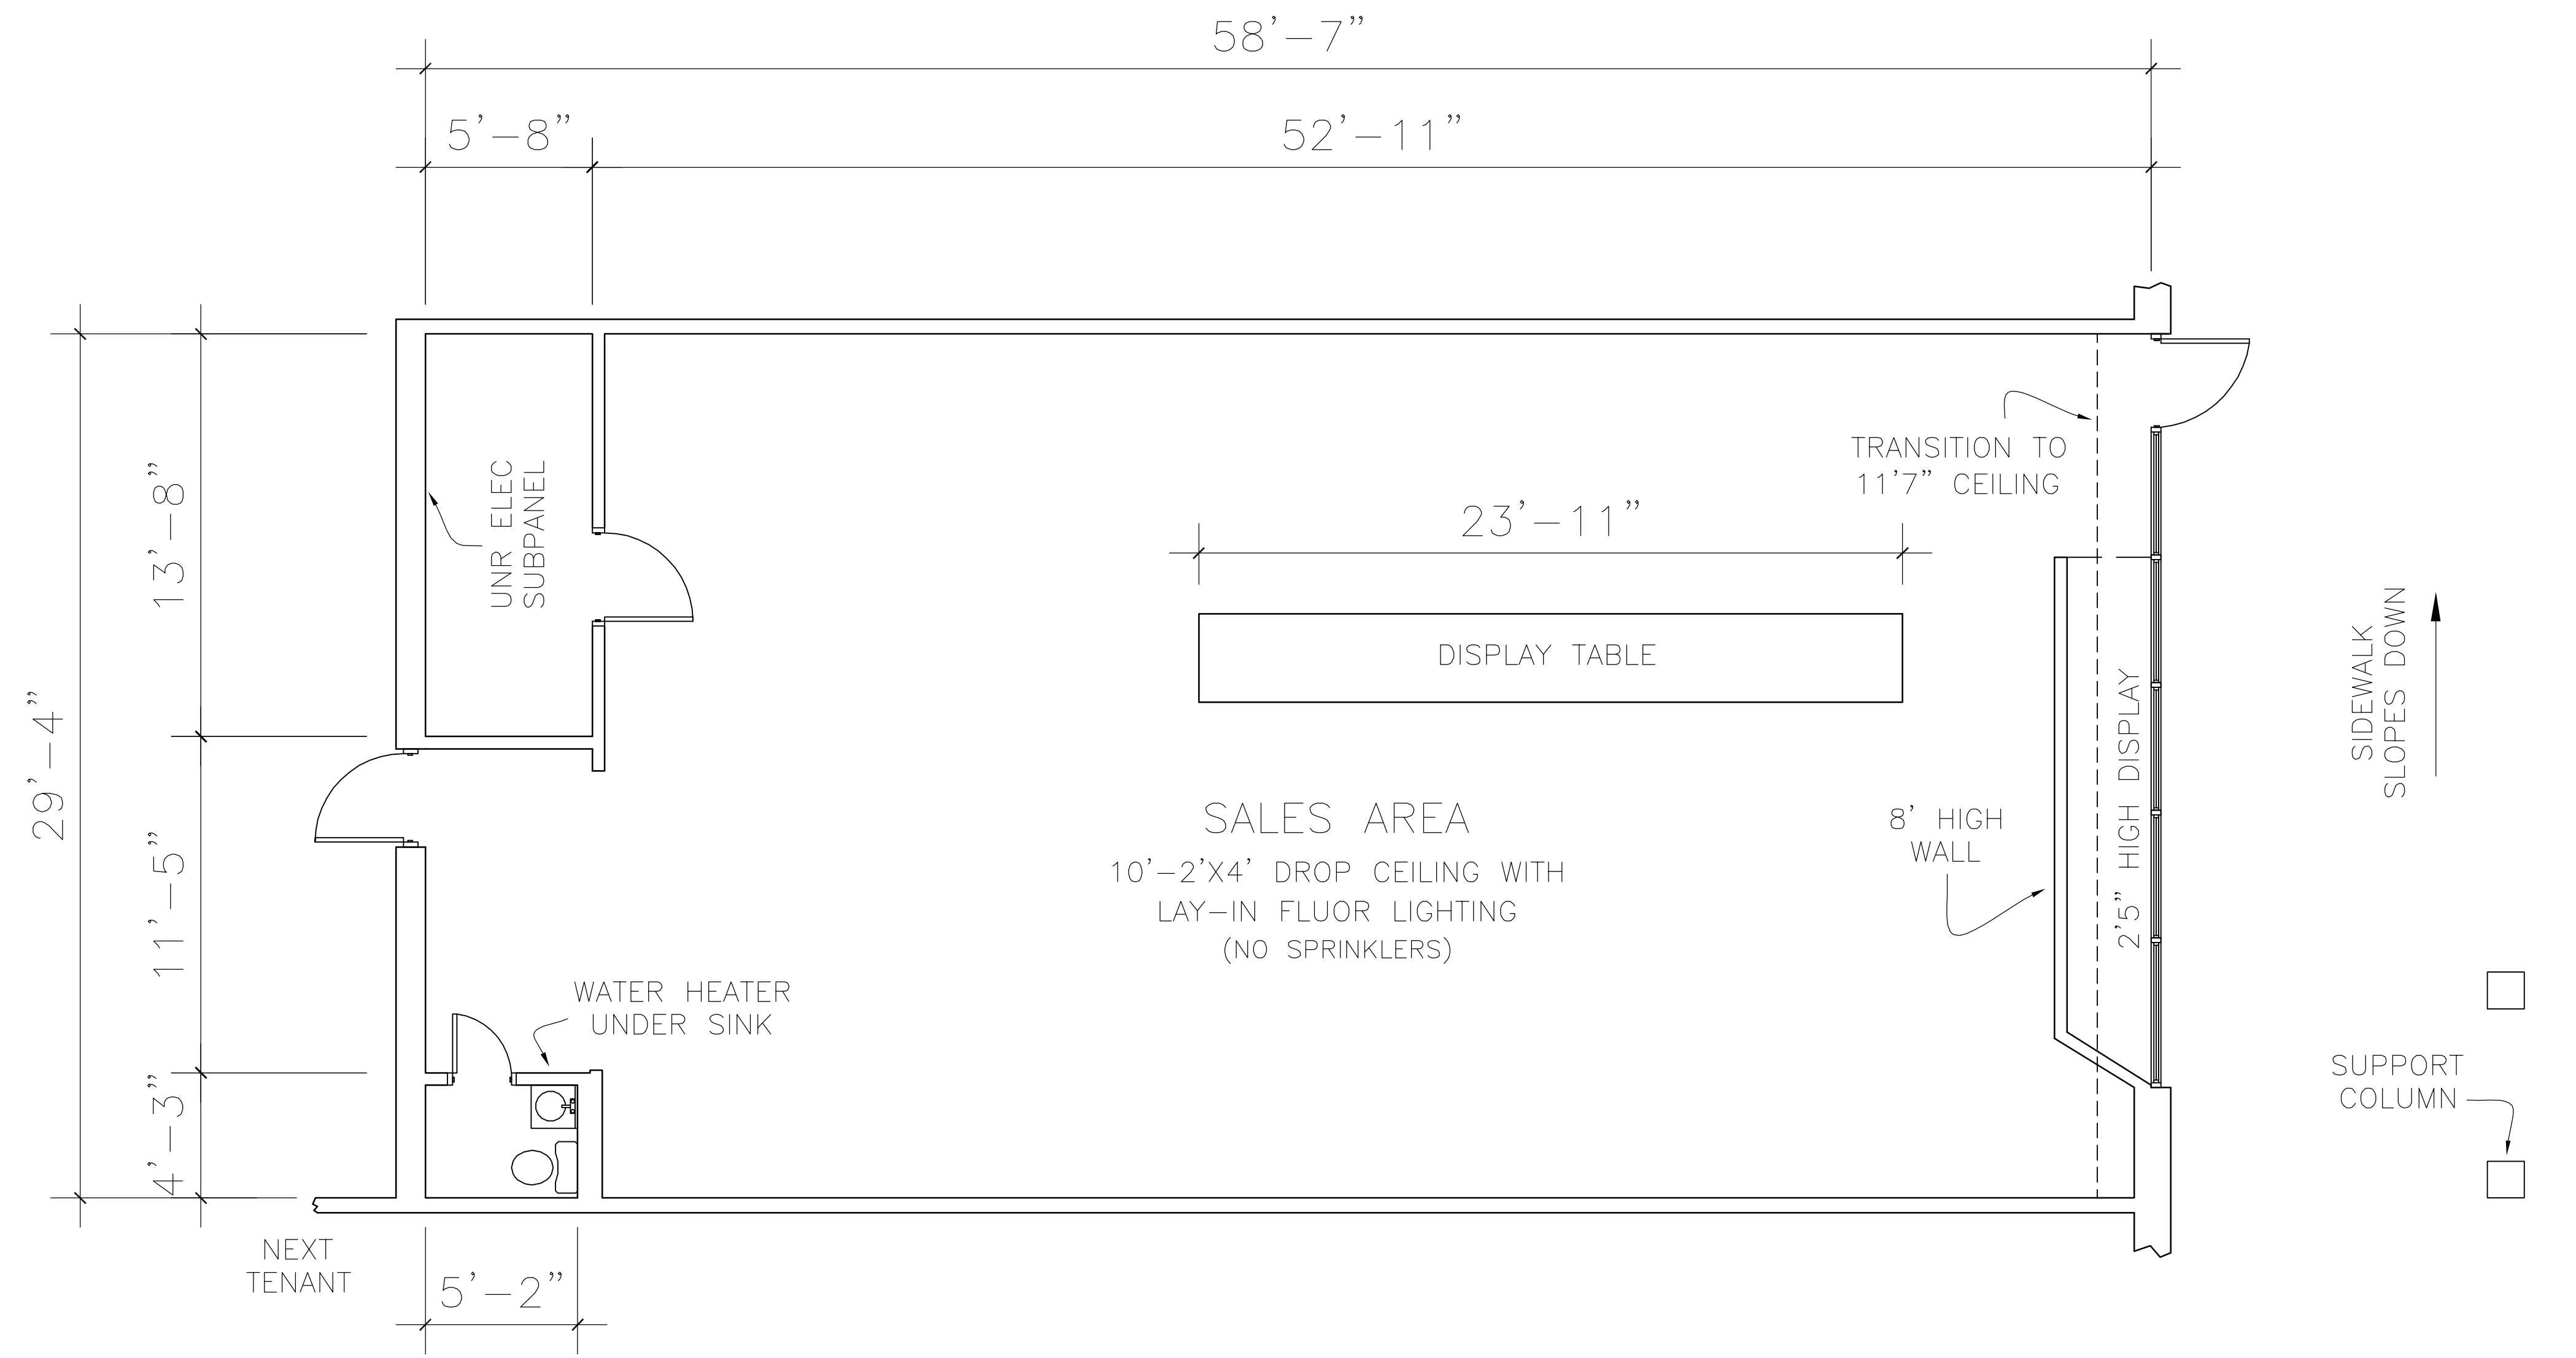 58'-7"
5'-8"
52'-11"
29'-4"
13'-8"
11'-5"
4'-3"
UNR ELEC
SUBPANEL
TRANSITION TO
11'7" CEILING
23'-11"
DISPLAY TABLE
SALES AREA
10'-2'X4' DROP CEILING WITH
LAY-IN FLUOR LIGHTING
(NO SPRINKLERS)
8' HIGH
WALL
2'5" HIGH DISPLAY
SIDEWALK
SLOPES DOWN
WATER HEATER
UNDER SINK
SUPPORT
COLUMN
NEXT
TENANT
5'-2"